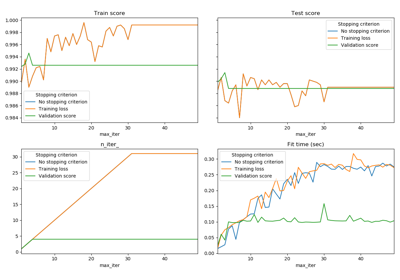 Train score
Test score
1.000
0.998
0.996
0.994
0.992
0.990
0.988
0.986
0.984
Stopping criterion
No stopping criterion
Training loss
Validation score
Stopping criterion
No stopping criterion
Training loss
Validation score
10 20 30 40
max_iter
10 20 30 40
max_iter
n_iter_
Fit time (sec)
30
25
20
15
10
5
0
Stopping criterion
No stopping criterion
Training loss
Validation score
0.30
0.25
0.20
0.15
0.10
0.05
0.00
Stopping criterion
No stopping criterion
Training loss
Validation score
10 20 30 40
max_iter
10 20 30 40
max_iter